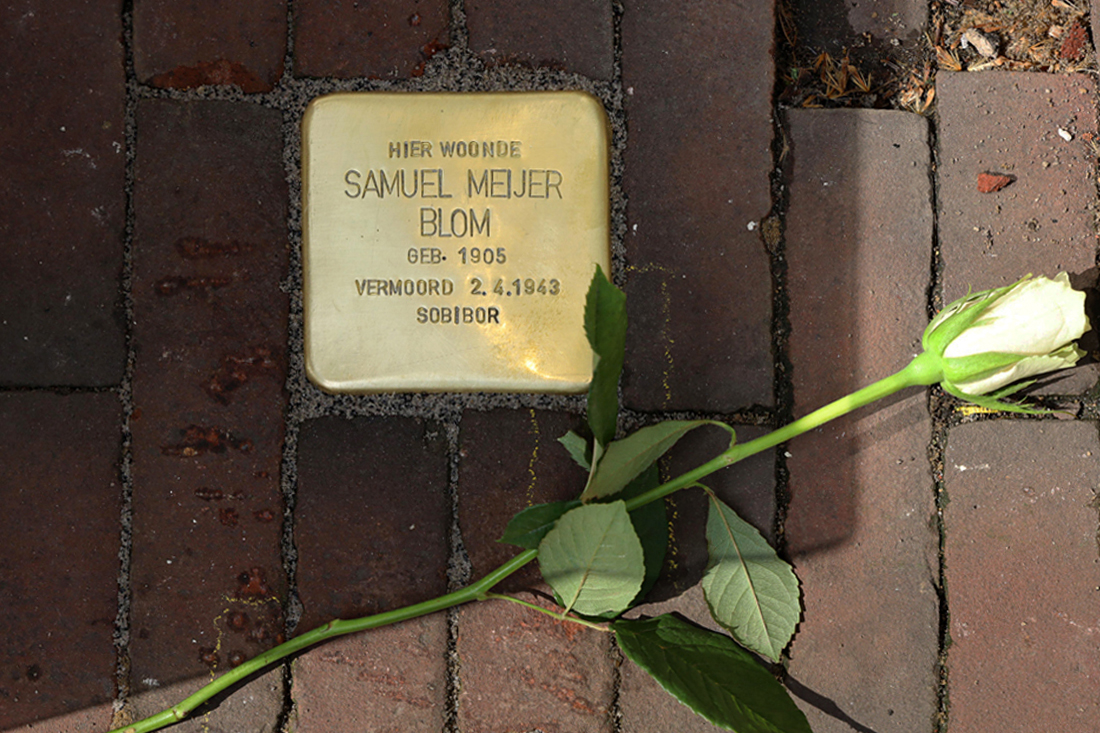 HIER WOONDE
SAMUEL MEIJER
BLOM
GEB. 1905
VERMOORD 2.4.1943
SOBIBOR